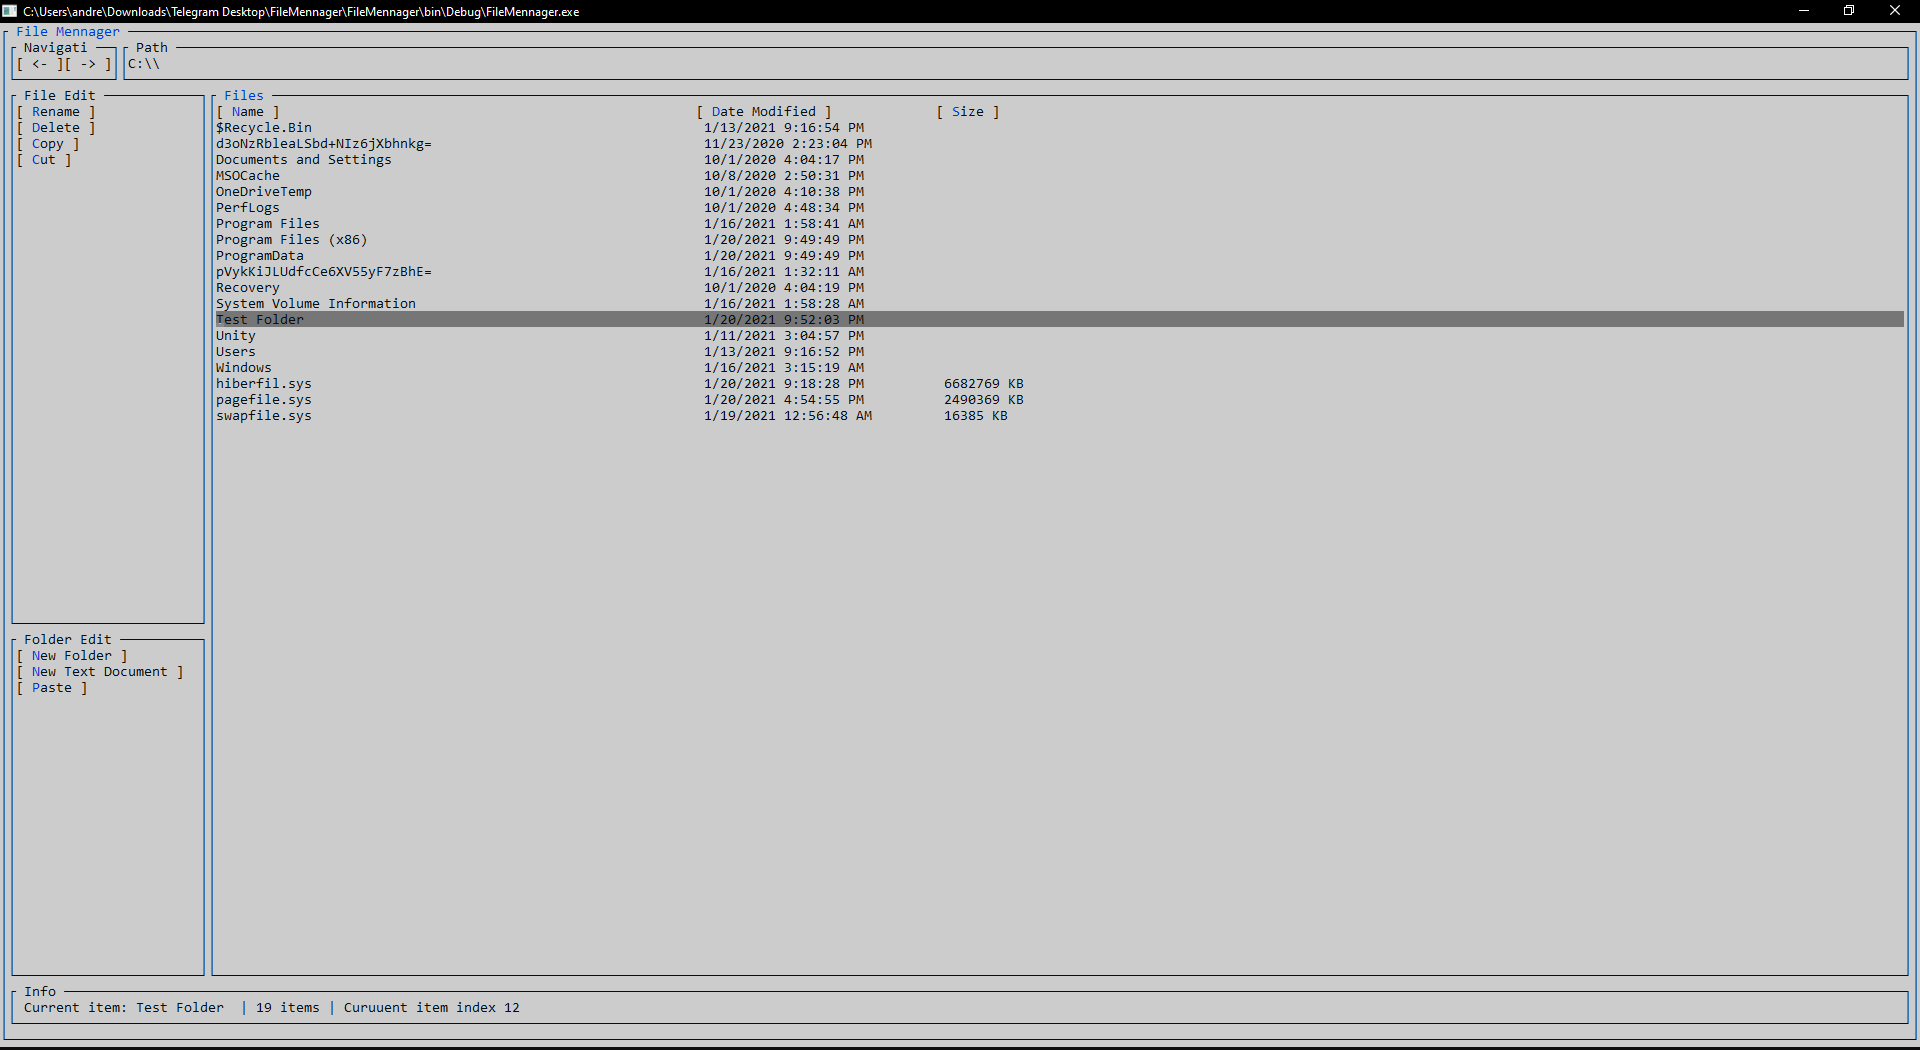 C:\Users\andre\Downloads\Telegram Desktop\FileMennager\FileMennager\bin\Debug\FileMennager.exe
File Mennager
Navigati
Path
[ <- ][ -> ]
C:\\
File Edit
[ Rename ]
[ Delete ]
[ Copy ]
[ Cut ]
Files
[ Name ] [ Date Modified ] [ Size ]
$Recycle.Bin 1/13/2021 9:16:54 PM
d3oNzRbleaLSbd+NIz6jXbhnkg= 11/23/2020 2:23:04 PM
Documents and Settings 10/1/2020 4:04:17 PM
MSOCache 10/8/2020 2:50:31 PM
OneDriveTemp 10/1/2020 4:10:38 PM
PerfLogs 10/1/2020 4:48:34 PM
Program Files 1/16/2021 1:58:41 AM
Program Files (x86) 1/20/2021 9:49:49 PM
ProgramData 1/20/2021 9:49:49 PM
pVykKiJLUdfcCe6XV55yF7zBhE= 1/16/2021 1:32:11 AM
Recovery 10/1/2020 4:04:19 PM
System Volume Information 1/16/2021 1:58:28 AM
Test Folder 1/20/2021 9:52:03 PM
Unity 1/11/2021 3:04:57 PM
Users 1/13/2021 9:16:52 PM
Windows 1/16/2021 3:15:19 AM
hiberfil.sys 1/20/2021 9:18:28 PM 6682769 KB
pagefile.sys 1/20/2021 4:54:55 PM 2490369 KB
swapfile.sys 1/19/2021 12:56:48 AM 16385 KB
Folder Edit
[ New Folder ]
[ New Text Document ]
[ Paste ]
Info
Current item: Test Folder | 19 items | Curuuent item index 12